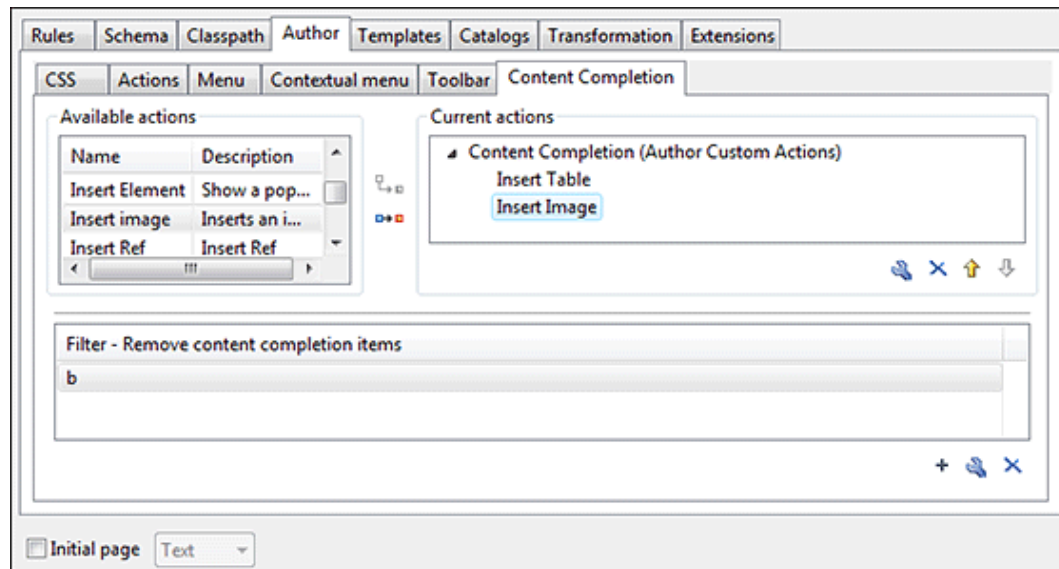 Rules Schema Classpath Author Templates Catalogs Transformation Extensions
CSS Actions Menu Contextual menu Toolbar Content Completion
Available actions
Name Description
Insert Element Show a pop...
Insert image Inserts an i...
Insert Ref Insert Ref
Current actions
Content Completion (Author Custom Actions)
Insert Table
Insert Image
Filter - Remove content completion items
b
Initial page Text